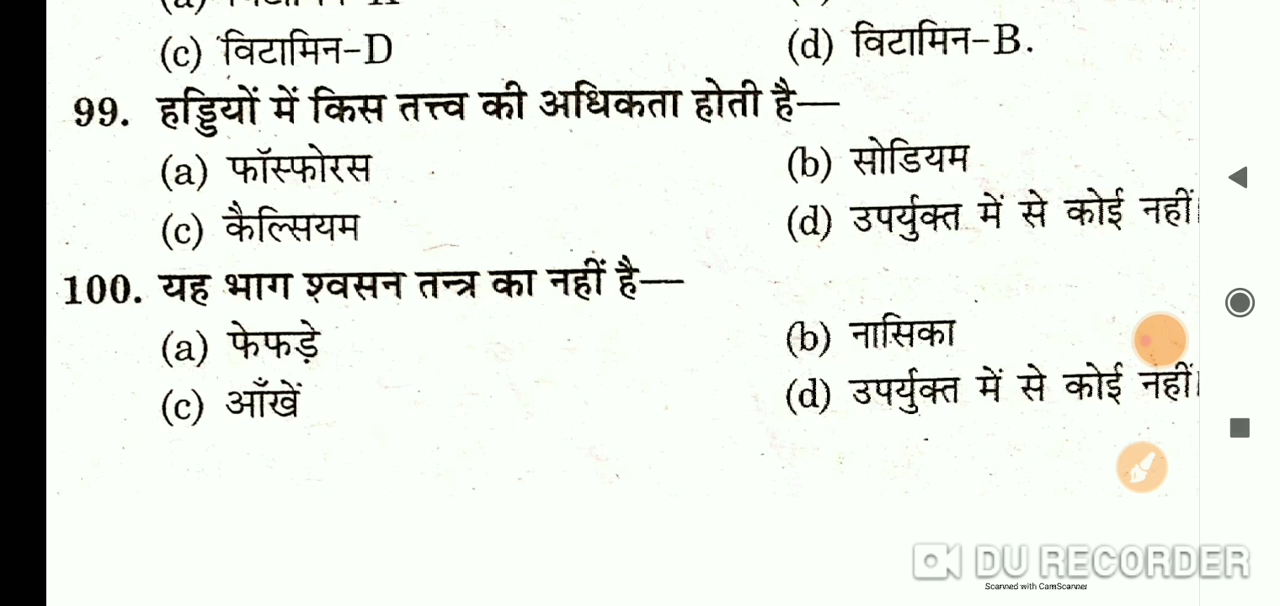 (c) विटामिन-D (d) विटामिन-B.
99. हड्डियों में किस तत्त्व की अधिकता होती है—
(a) फॉस्फोरस (b) सोडियम
(c) कैल्सियम (d) उपर्युक्त में से कोई नहीं
100. यह भाग श्वसन तन्त्र का नहीं है—
(a) फेफड़े (b) नासिका
(c) आँखें (d) उपर्युक्त में से कोई नहीं।
DU RECORDER
Scanned with CamScanner